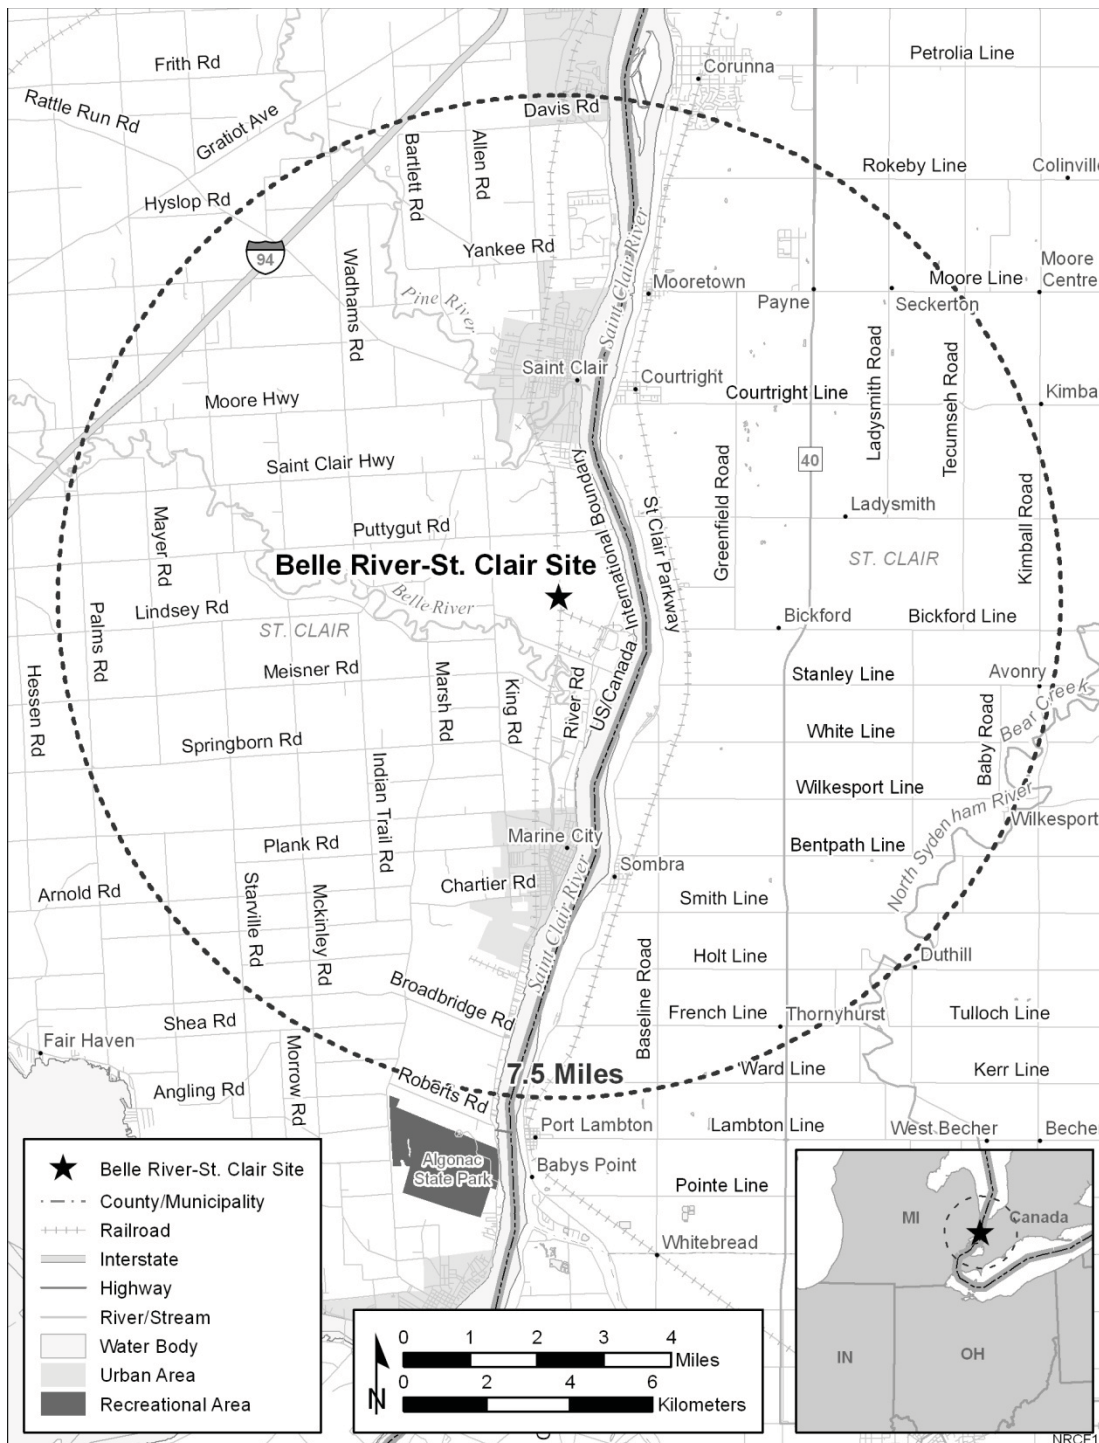 Frith Rd
Petrolia Line
Corunna
Rattle Run Rd
Gratiot Ave
Davis Rd
Bartlett Rd
Allen Rd
Rokeby Line
Colinville
Hyslop Rd
94
Wadhams Rd
Yankee Rd
Saint Clair River
Mooretown
Moore Line
Moore
Centre
Payne
Seckerton
Pine River
Saint Clair
Courtright
Courtright Line
Ladysmith Road
Tecumseh Road
Kimba
Moore Hwy
Saint Clair Hwy
40
Greenfield Road
Kimball Road
Mayer Rd
Puttygut Rd
US/Canada-International Boundary
St Clair Parkway
Ladysmith
ST. CLAIR
Belle River-St. Clair Site
Belle River
Palms Rd
Lindsey Rd
ST. CLAIR
Bickford
Bickford Line
Hessen Rd
Meisner Rd
Marsh Rd
King Rd
River Rd
Stanley Line
Avonry
Bear Creek
Baby Road
White Line
Springborn Rd
Indian Trail Rd
Wilkesport Line
North Sydenham River
Wilkesport
Plank Rd
Marine City
Bentpath Line
Sombra
Arnold Rd
Starville Rd
Mckinley Rd
Chartier Rd
Saint Clair River
Smith Line
Baseline Road
Holt Line
Duthill
Broadbridge Rd
Shea Rd
French Line
Thornyhurst
Tulloch Line
Fair Haven
Morrow Rd
Angling Rd
Roberts Rd
7.5 Miles
Ward Line
Kerr Line
Port Lambton
Lambton Line
West Becher
Beche
Algonac
State Park
Babys Point
Pointe Line
Whitebread
Belle River-St. Clair Site
County/Municipality
Railroad
Interstate
Highway
River/Stream
Water Body
Urban Area
Recreational Area
N
0 1 2 3 4
Miles
0 2 4 6
Kilometers
MI
Canada
IN
OH
NRCE1